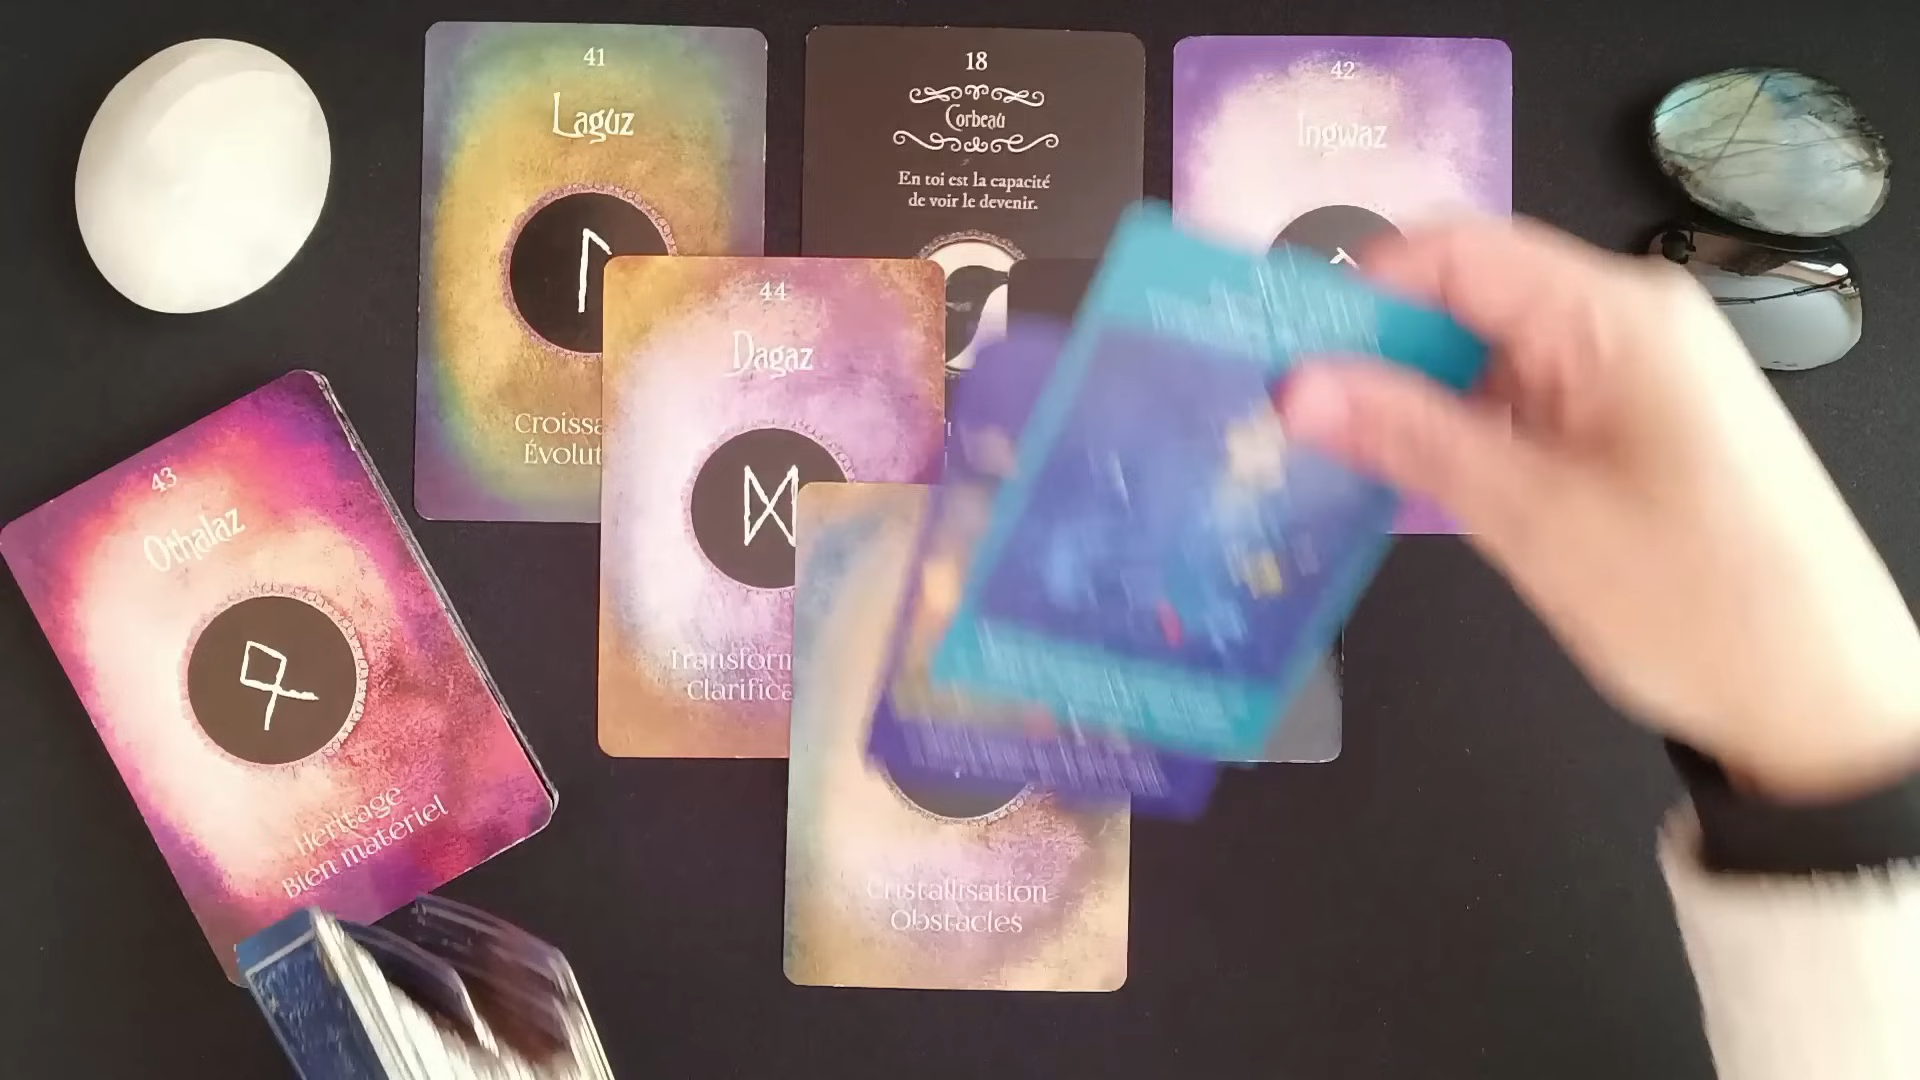 41
Laguz
Croissa
Évolut
18
Corbeau
En toi est la capacité
de voir le devenir.
42
Ingwaz
44
Dagaz
Transform
Clarifica
43
Othalaz
Héritage
Bien matériel
Cristallisation
Obstacles